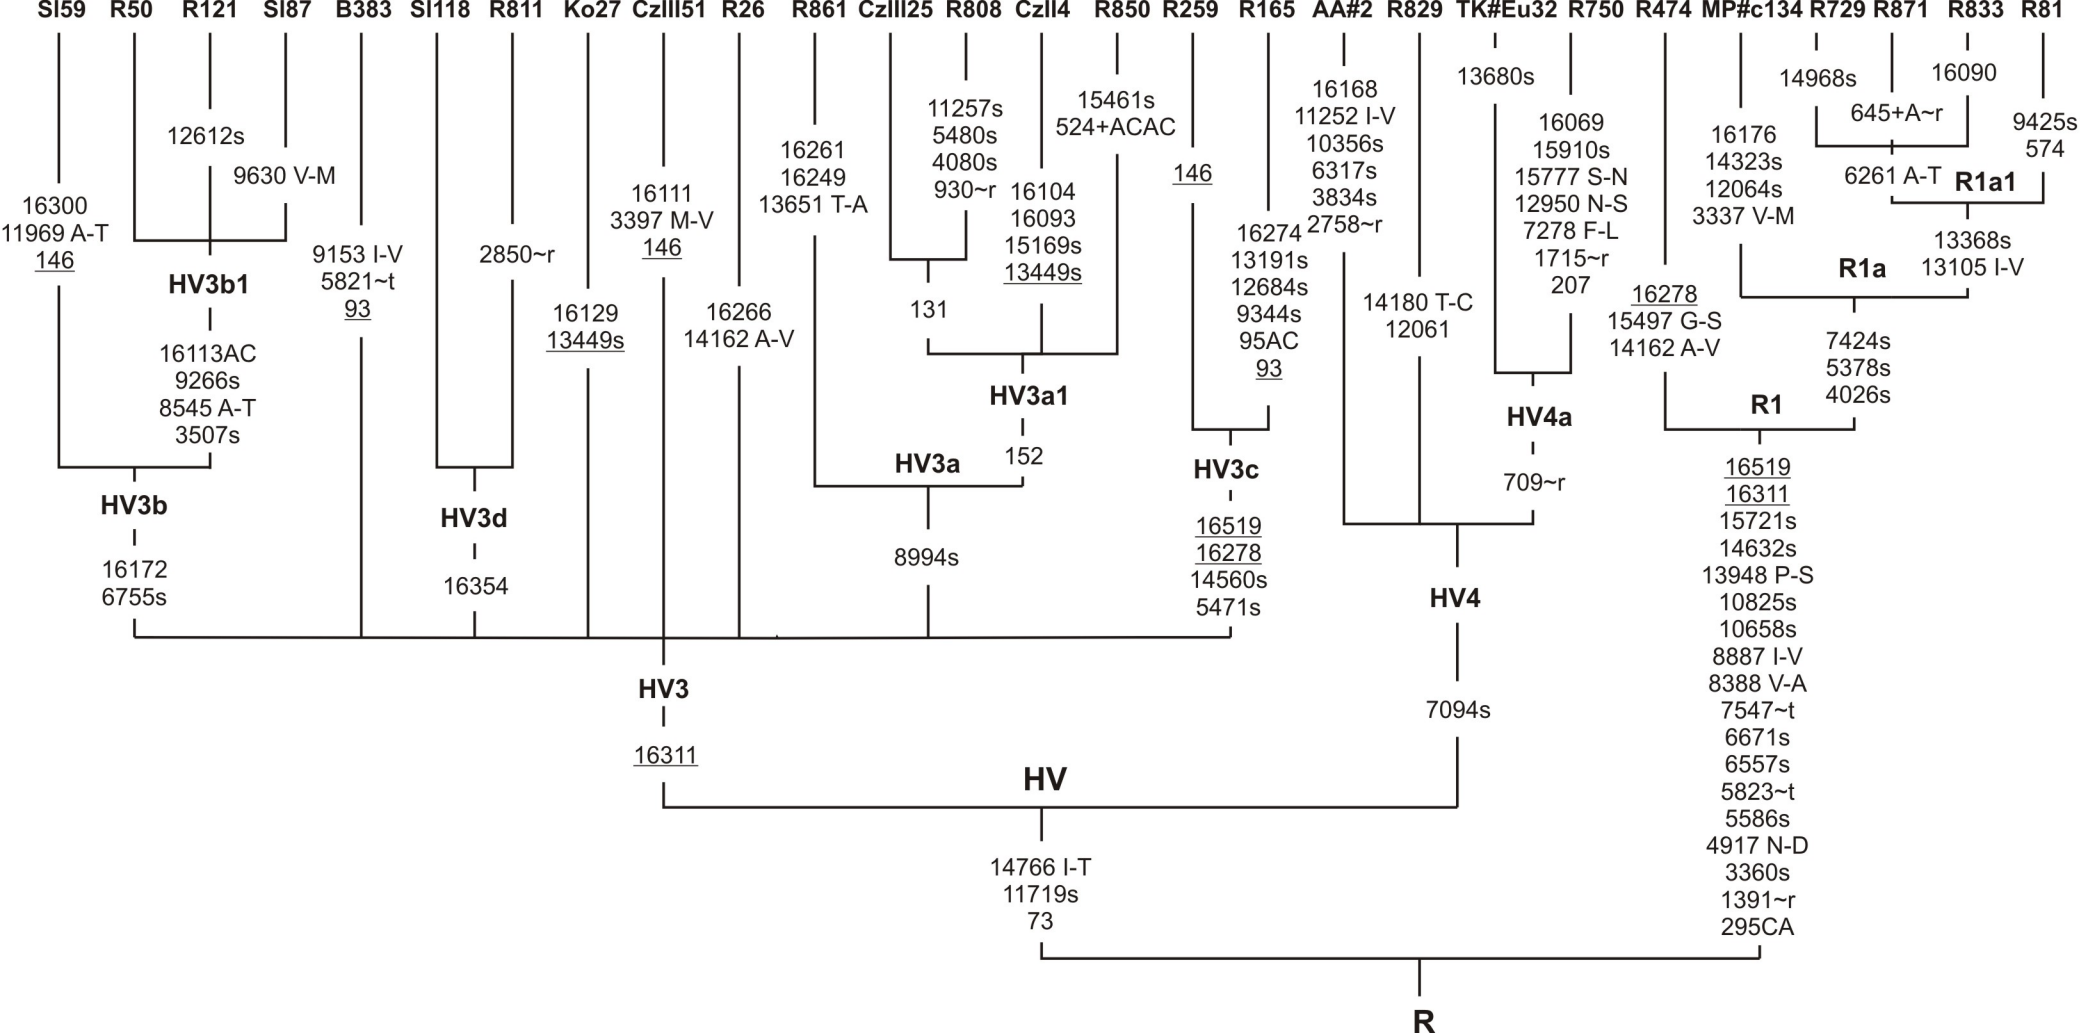 SI59 R50 R121 SI87 B383 SI118 R811 Ko27 CzIII51 R26 R861 CzIII25 R808 CzII4 R850 R259 R165 AA#2 R829 TK#Eu32 R750 R474 MP#c134 R729 R871 R833 R81
16300
11969 A-T
146
12612s
9630 V-M
HV3b1
16113AC
9266s
8545 A-T
3507s
HV3b
16172
6755s
9153 I-V
5821~t
93
2850~r
HV3d
16354
16129
13449s
16111
3397 M-V
146
16266
14162 A-V
16261
16249
13651 T-A
11257s
5480s
4080s
930~r
131
16104
16093
15169s
13449s
15461s
524+ACAC
HV3a1
152
HV3a
8994s
146
16274
13191s
12684s
9344s
95AC
93
HV3c
16519
16278
14560s
5471s
HV3
16311
16168
11252 I-V
10356s
6317s
3834s
2758~r
14180 T-C
12061
13680s
16069
15910s
15777 S-N
12950 N-S
7278 F-L
1715~r
207
HV4a
709~r
HV4
7094s
HV
14766 I-T
11719s
73
16278
15497 G-S
14162 A-V
16176
14323s
12064s
3337 V-M
14968s
645+A~r
16090
6261 A-T
R1a1
9425s
574
13368s
13105 I-V
R1a
7424s
5378s
4026s
R1
16519
16311
15721s
14632s
13948 P-S
10825s
10658s
8887 I-V
8388 V-A
7547~t
6671s
6557s
5823~t
5586s
4917 N-D
3360s
1391~r
295CA
R